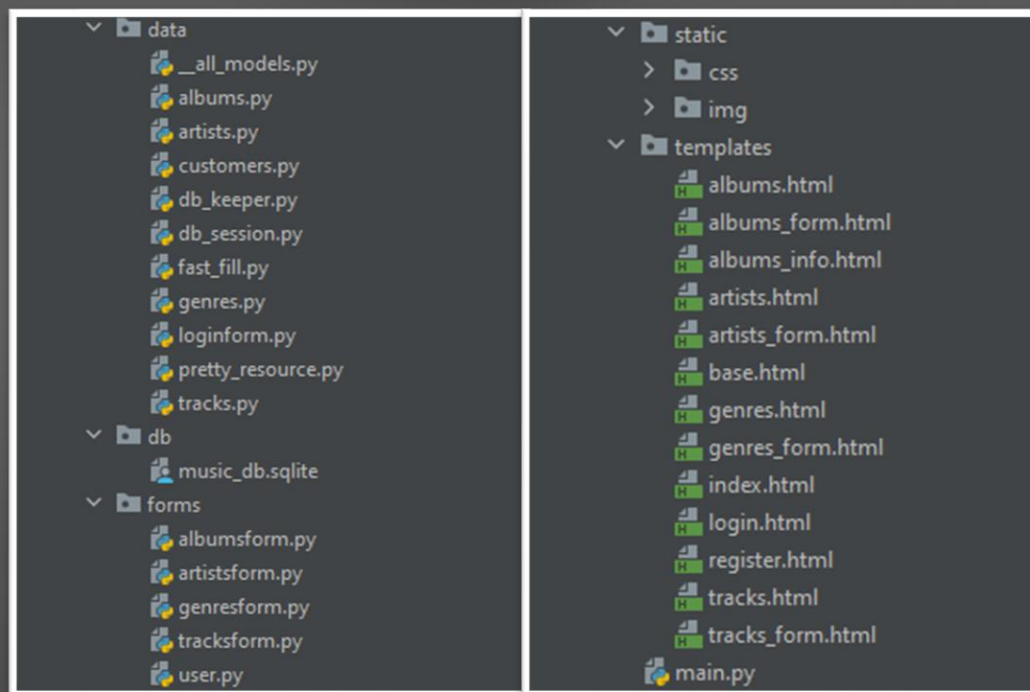 data
__all_models.py
albums.py
artists.py
customers.py
db_keeper.py
db_session.py
fast_fill.py
genres.py
loginform.py
pretty_resource.py
tracks.py
db
music_db.sqlite
forms
albumsform.py
artistsform.py
genresform.py
tracksform.py
user.py
static
css
img
templates
albums.html
albums_form.html
albums_info.html
artists.html
artists_form.html
base.html
genres.html
genres_form.html
index.html
login.html
register.html
tracks.html
tracks_form.html
main.py